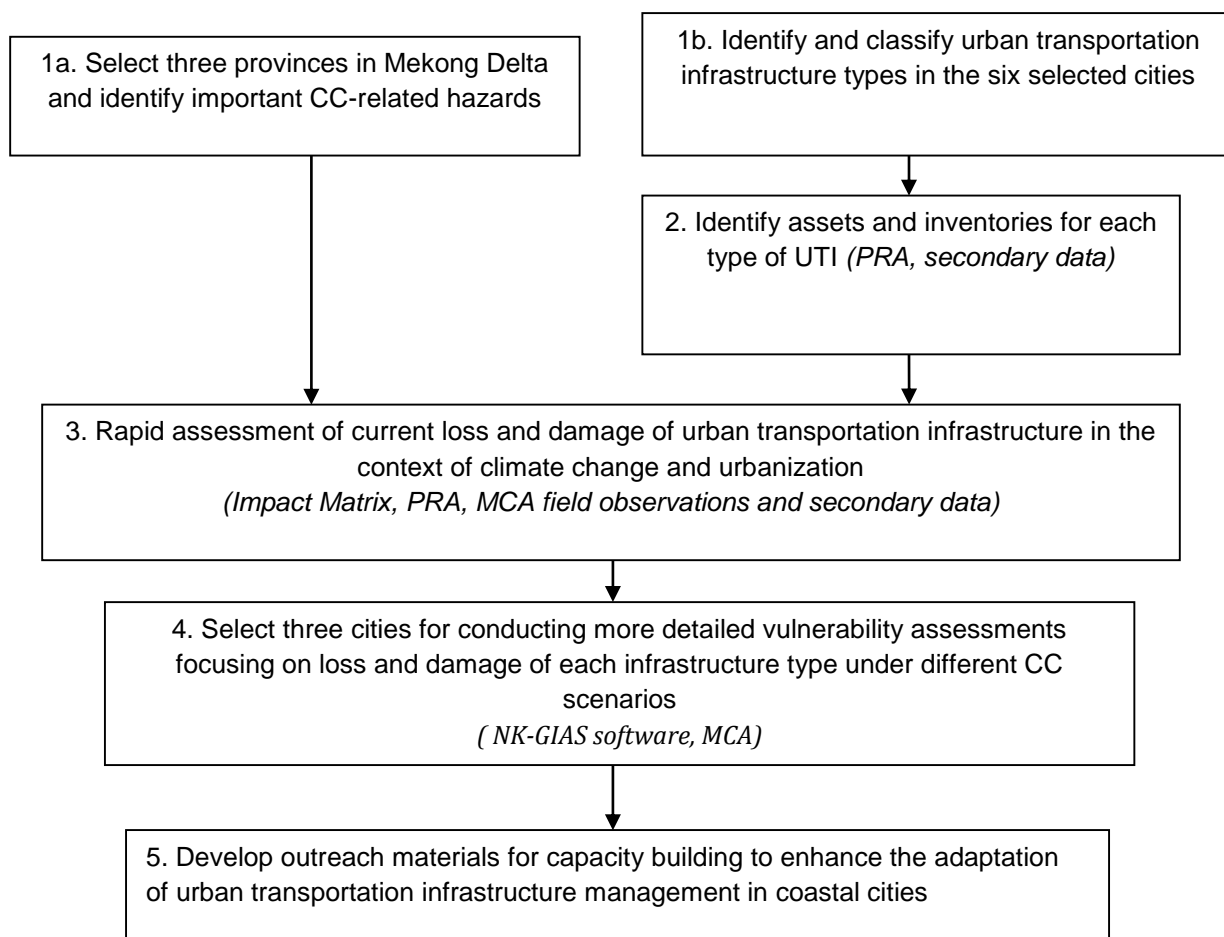 1a. Select three provinces in Mekong Delta
and identify important CC-related hazards
1b. Identify and classify urban transportation
infrastructure types in the six selected cities
2. Identify assets and inventories for each
type of UTI (PRA, secondary data)
3. Rapid assessment of current loss and damage of urban transportation infrastructure in the
context of climate change and urbanization
(Impact Matrix, PRA, MCA field observations and secondary data)
4. Select three cities for conducting more detailed vulnerability assessments
focusing on loss and damage of each infrastructure type under different CC
scenarios
( NK-GIAS software, MCA)
5. Develop outreach materials for capacity building to enhance the adaptation
of urban transportation infrastructure management in coastal cities